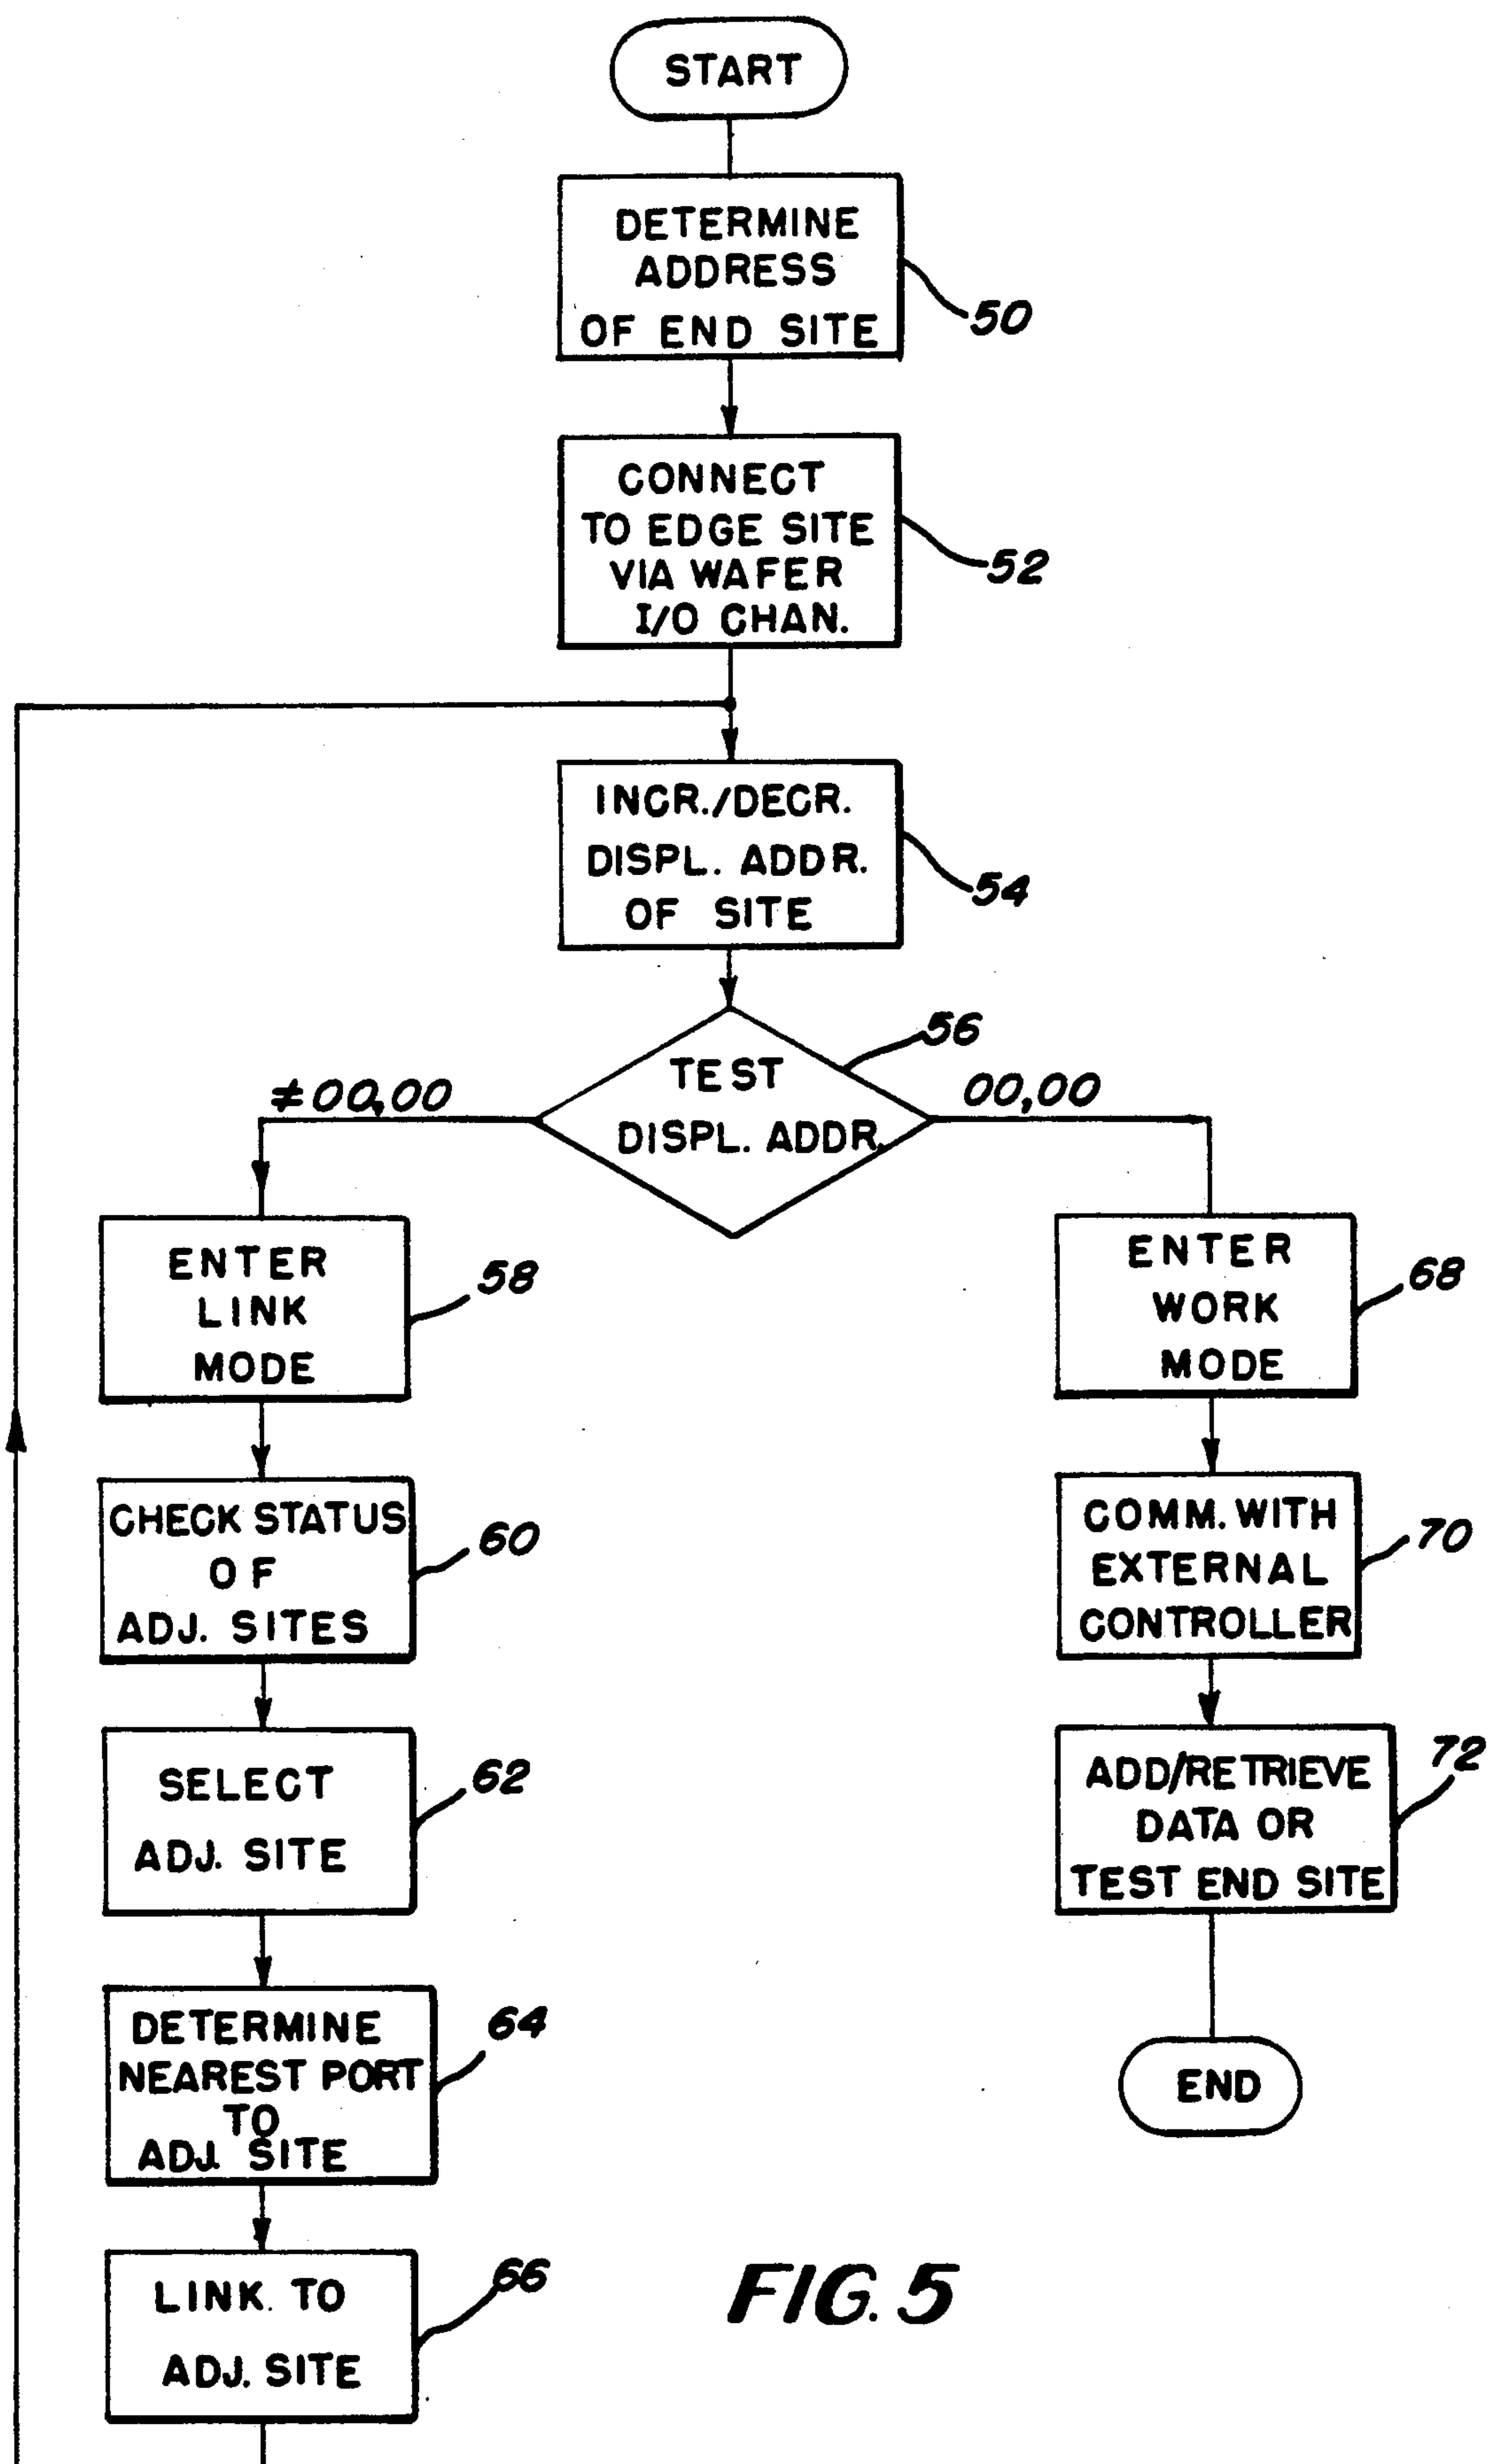 START
DETERMINE
ADDRESS
OF END SITE
50
CONNECT
TO EDGE SITE
VIA WAFER
I/O CHAN.
52
INCR./DECR.
DISPL. ADDR.
OF SITE
54
TEST
DISPL. ADDR.
56
≠00,00
00,00
ENTER
LINK
MODE
58
CHECK STATUS
OF
ADJ. SITES
60
SELECT
ADJ. SITE
62
DETERMINE
NEAREST PORT
TO
ADJ. SITE
64
LINK. TO
ADJ. SITE
66
ENTER
WORK
MODE
68
COMM. WITH
EXTERNAL
CONTROLLER
70
ADD/RETRIEVE
DATA OR
TEST END SITE
72
END
FIG. 5